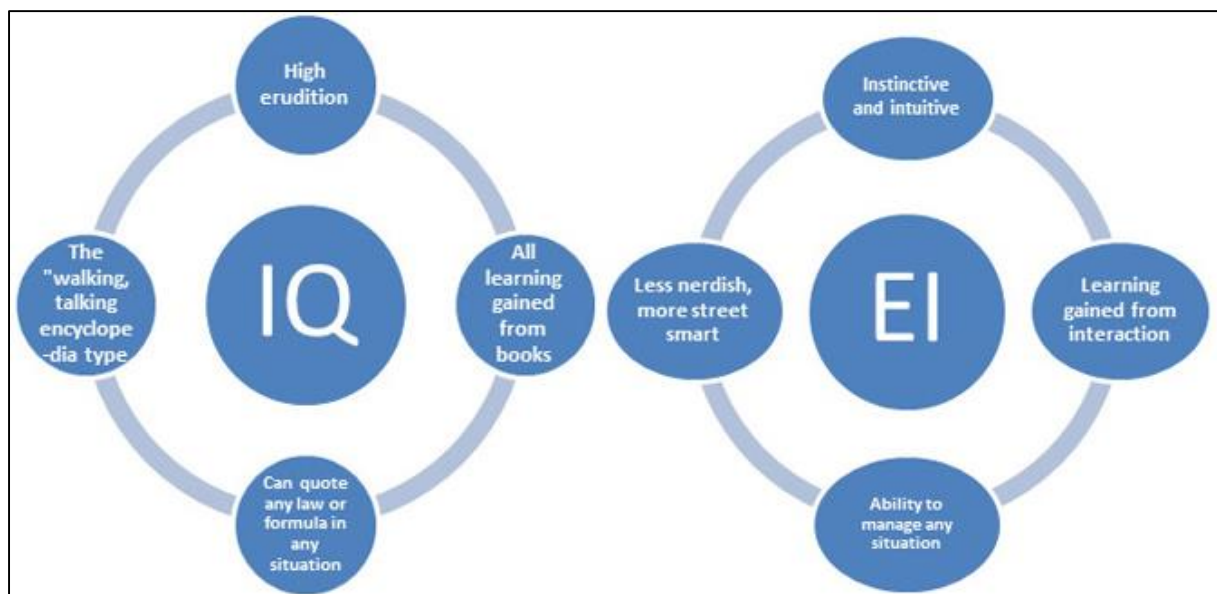 High
erudition
The
"walking,
talking
encyclope
-dia type
IQ
All
learning
gained
from
books
Can quote
any law or
formula in
any
situation
Instinctive
and intuitive
Less nerdish,
more street
smart
EI
Learning
gained from
interaction
Ability to
manage any
situation